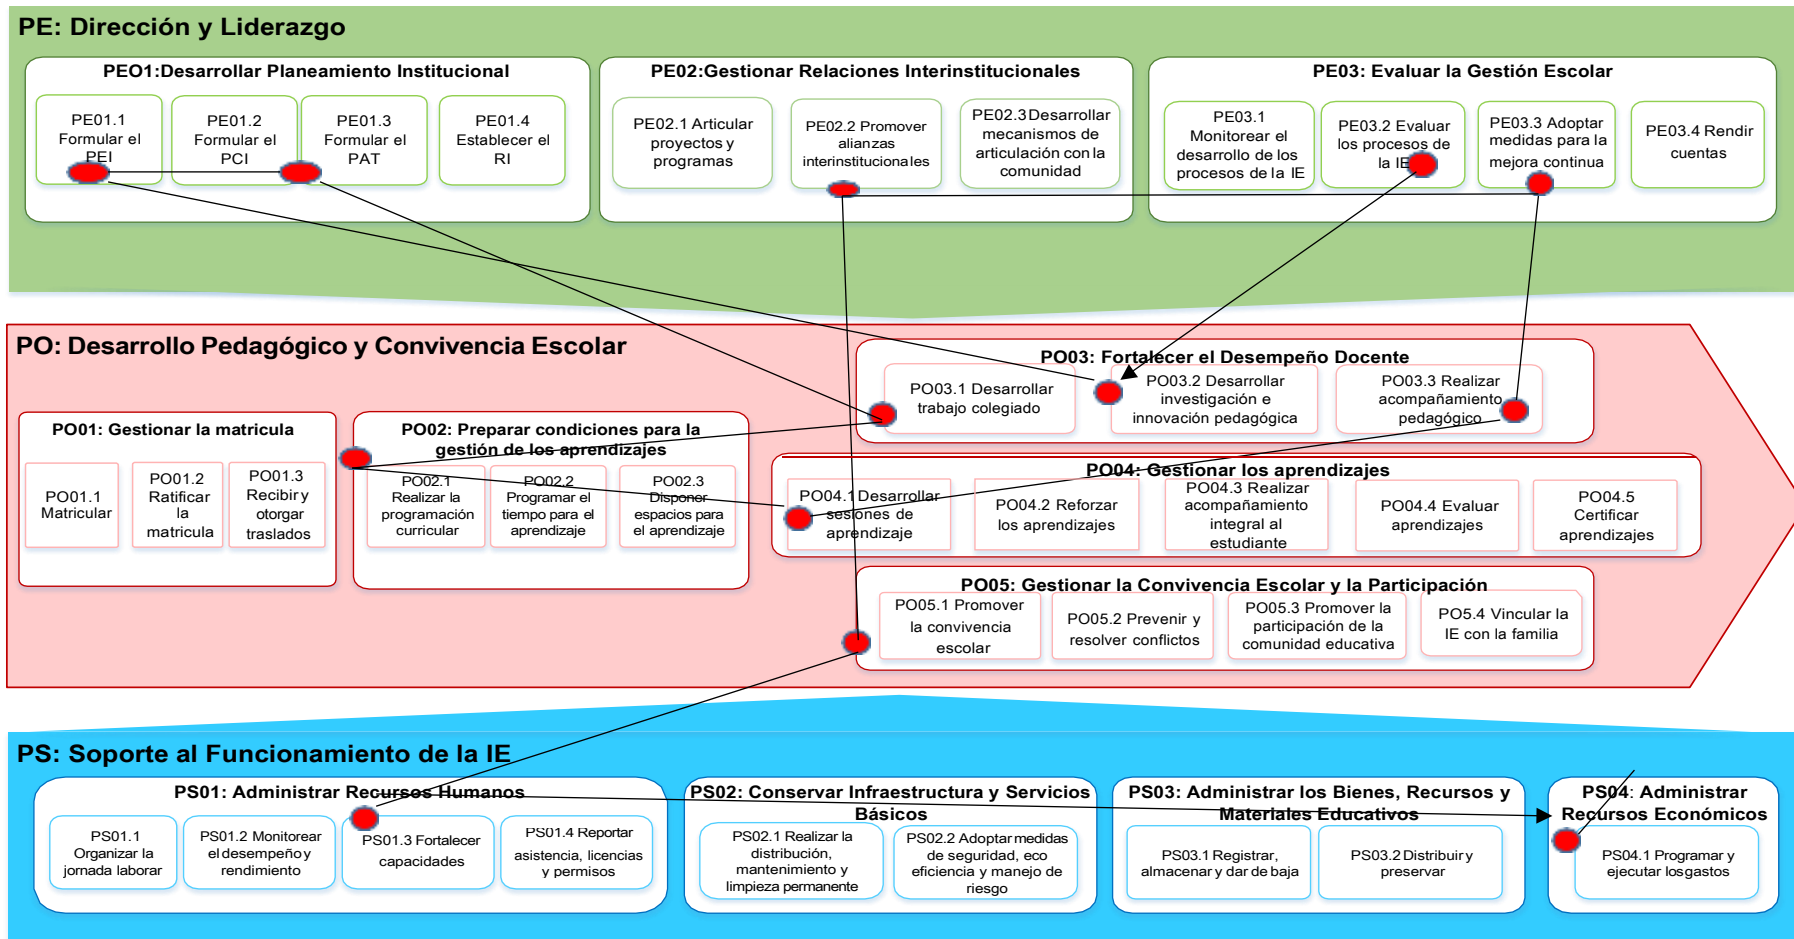 PE: Dirección y Liderazgo
PEO1:Desarrollar Planeamiento Institucional
PE01.1
Formular el
PEI
PE01.2
Formular el
PCI
PE01.3
Formular el
PAT
PE01.4
Establecer el
RI
PE02:Gestionar Relaciones Interinstitucionales
PE02.1 Articular
proyectos y
programas
PE02.2 Promover
alianzas
interinstitucionales
PE02.3 Desarrollar
mecanismos de
articulación con la
comunidad
PE03: Evaluar la Gestión Escolar
PE03.1
Monitorear el
desarrollo de los
procesos de la IE
PE03.2 Evaluar
los procesos de
la IE
PE03.3 Adoptar
medidas para la
mejora continua
PE03.4 Rendir
cuentas
PO: Desarrollo Pedagógico y Convivencia Escolar
PO01: Gestionar la matricula
PO01.1
Matricular
PO01.2
Ratificar
la
matricula
PO01.3
Recibir y
otorgar
traslados
PO02: Preparar condiciones para la
gestión de los aprendizajes
PO02.1
Realizar la
programación
curricular
PO02.2
Programar el
tiempo para el
aprendizaje
PO02.3
Disponer
espacios para
el aprendizaje
PO03: Fortalecer el Desempeño Docente
PO03.1 Desarrollar
trabajo colegiado
PO03.2 Desarrollar
investigación e
innovación pedagógica
PO03.3 Realizar
acompañamiento
pedagógico
PO04: Gestionar los aprendizajes
PO04.1 Desarrollar
sesiones de
aprendizaje
PO04.2 Reforzar
los aprendizajes
PO04.3 Realizar
acompañamiento
integral al
estudiante
PO04.4 Evaluar
aprendizajes
PO04.5
Certificar
aprendizajes
PO05: Gestionar la Convivencia Escolar y la Participación
PO05.1 Promover
la convivencia
escolar
PO05.2 Prevenir y
resolver conflictos
PO05.3 Promover la
participación de la
comunidad educativa
PO5.4 Vincular la
IE con la familia
PS: Soporte al Funcionamiento de la IE
PS01: Administrar Recursos Humanos
PS01.1
Organizar la
jornada laborar
PS01.2 Monitorear
el desempeño y
rendimiento
PS01.3 Fortalecer
capacidades
PS01.4 Reportar
asistencia, licencias
y permisos
PS02: Conservar Infraestructura y Servicios
Básicos
PS02.1 Realizar la
distribución,
mantenimiento y
limpieza permanente
PS02.2 Adoptar medidas
de seguridad, eco
eficiencia y manejo de
riesgo
PS03: Administrar los Bienes, Recursos y
Materiales Educativos
PS03.1 Registrar,
almacenar y dar de baja
PS03.2 Distribuir y
preservar
PS04: Administrar
Recursos Económicos
PS04.1 Programar y
ejecutar los gastos